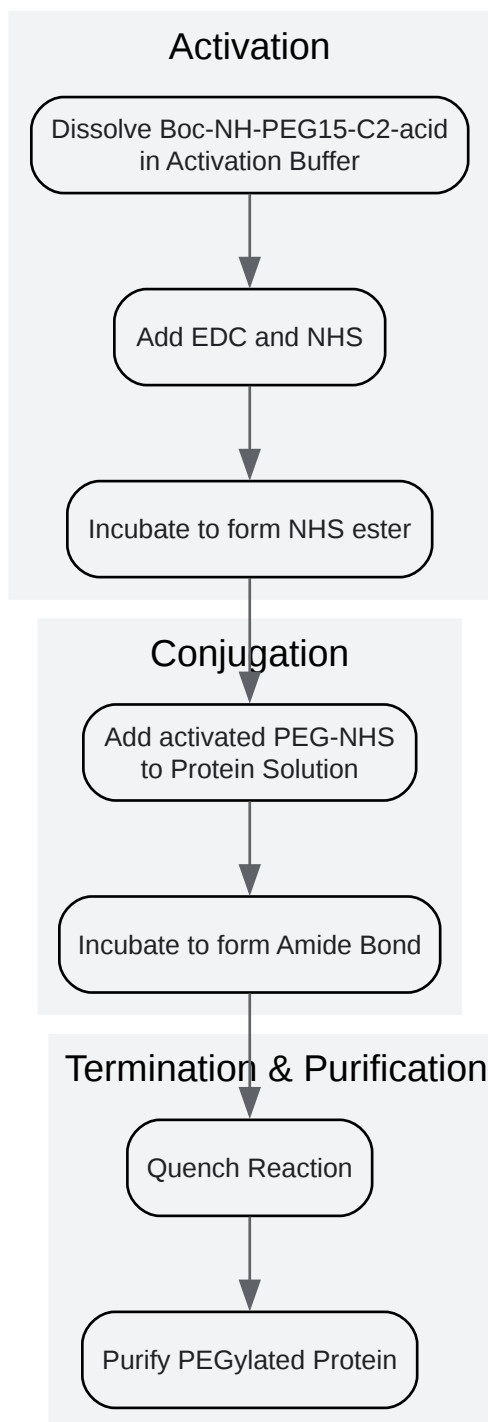 Activation
Dissolve Boc-NH-PEG15-C2-acid
in Activation Buffer
Add EDC and NHS
Incubate to form NHS ester
Conjugation
Add activated PEG-NHS
to Protein Solution
Incubate to form Amide Bond
Termination & Purification
Quench Reaction
Purify PEGylated Protein